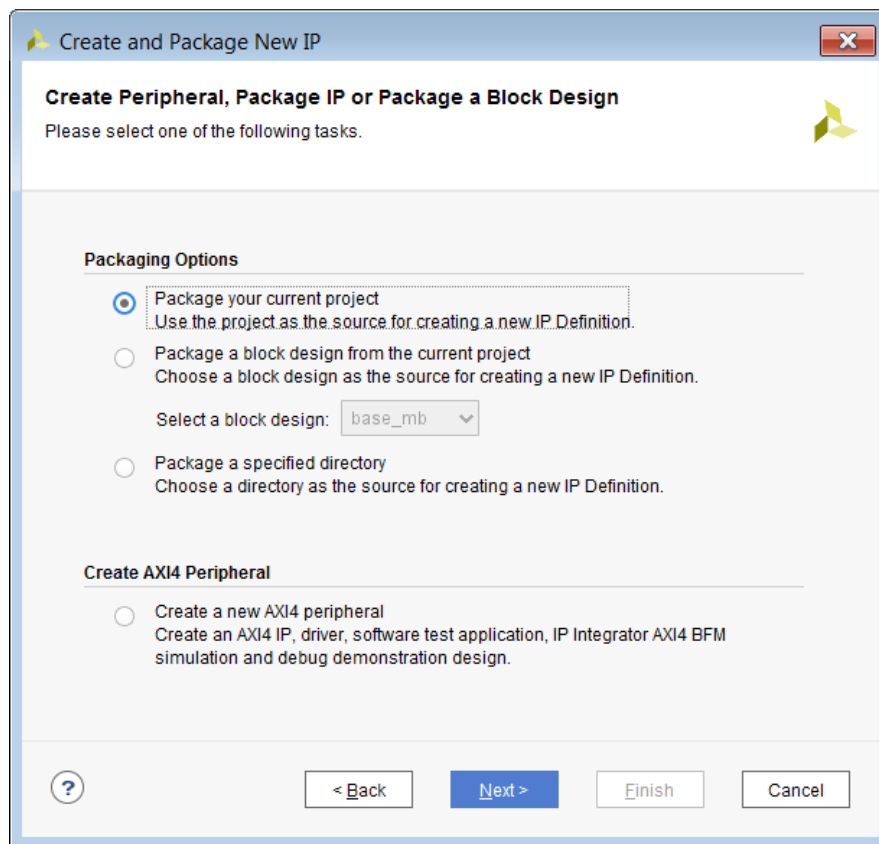 Create and Package New IP
Create Peripheral, Package IP or Package a Block Design
Please select one of the following tasks.
Packaging Options
Package your current project
Use the project as the source for creating a new IP Definition.
Package a block design from the current project
Choose a block design as the source for creating a new IP Definition.
Select a block design: base_mb
Package a specified directory
Choose a directory as the source for creating a new IP Definition.
Create AXI4 Peripheral
Create a new AXI4 peripheral
Create an AXI4 IP, driver, software test application, IP Integrator AXI4 BFM
simulation and debug demonstration design.
? < Back Next > Finish Cancel